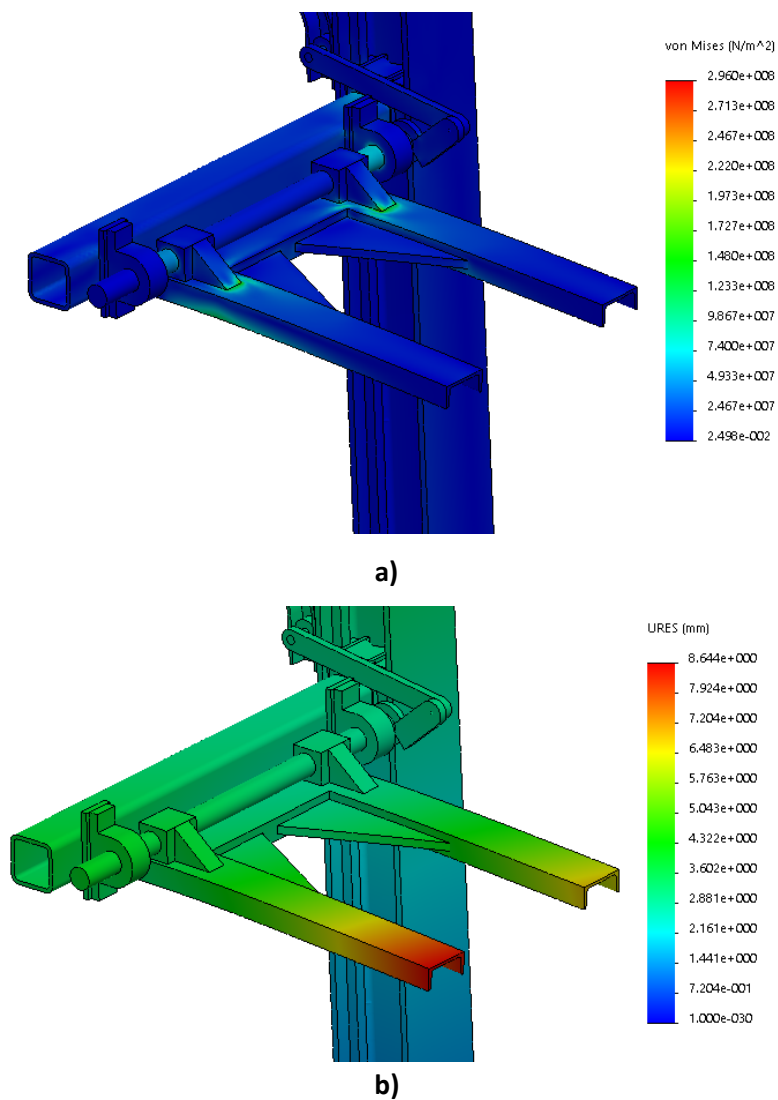 von Mises (N/m^2)
2.960e+008
2.713e+008
2.467e+008
2.220e+008
1.973e+008
1.727e+008
1.480e+008
1.233e+008
9.867e+007
7.400e+007
4.933e+007
2.467e+007
2.498e-002
a)
URES (mm)
8.644e+000
7.924e+000
7.204e+000
6.483e+000
5.763e+000
5.043e+000
4.322e+000
3.602e+000
2.881e+000
2.161e+000
1.441e+000
7.204e-001
1.000e-030
b)